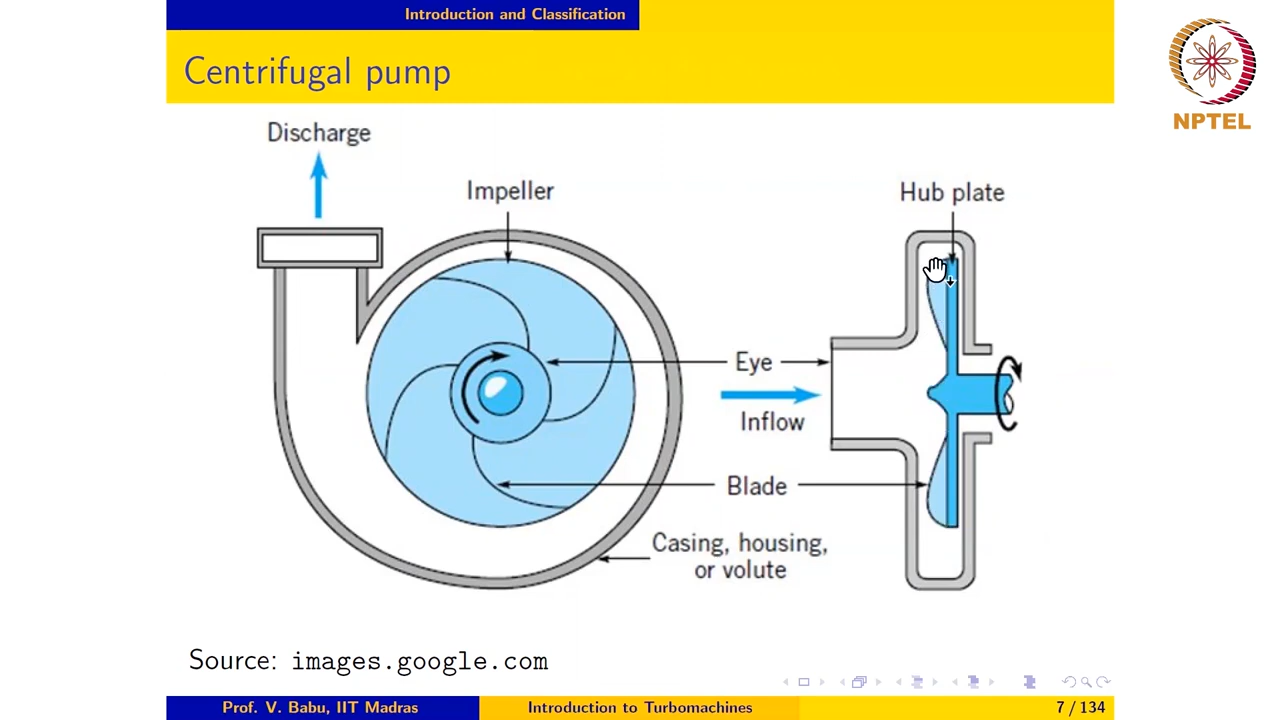 Introduction and Classification
Centrifugal pump
NPTEL
Discharge
Impeller
Hub plate
Eye
Inflow
Blade
Casing, housing,
or volute
Source: images.google.com
Prof. V. Babu, IIT Madras
Introduction to Turbomachines
7 / 134